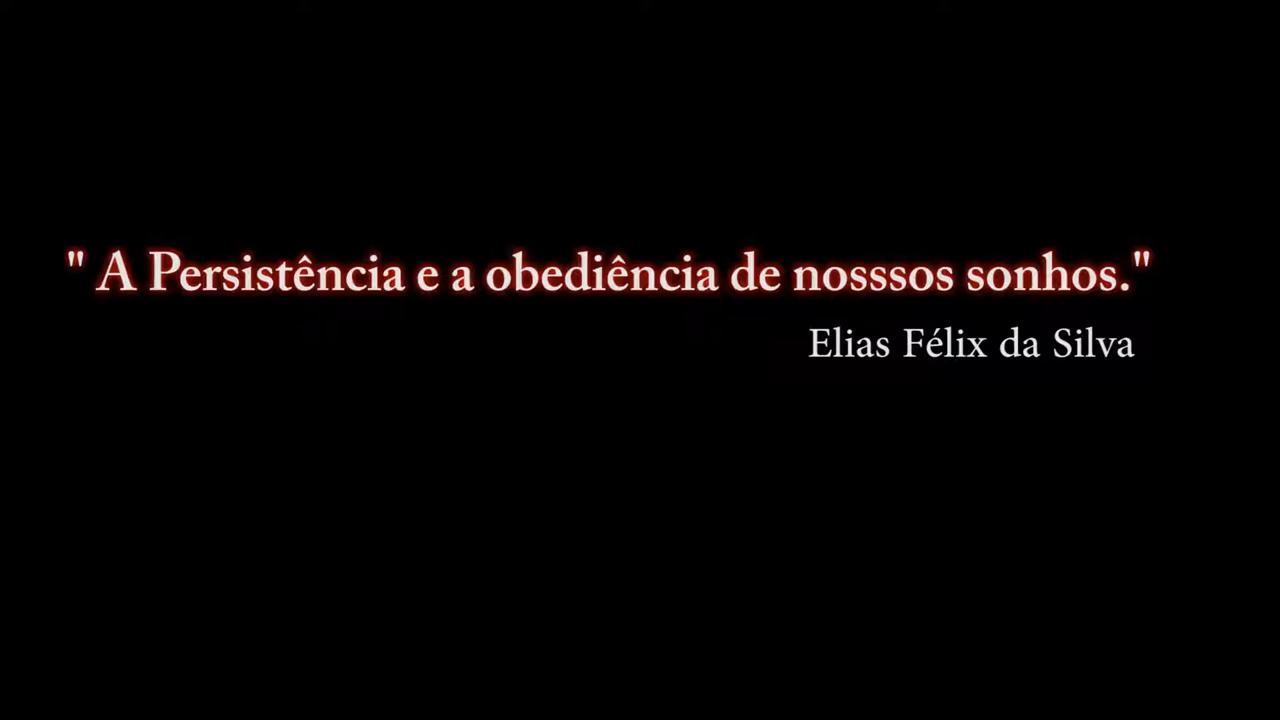 " A Persistência e a obediência de nosssos sonhos."
Elias Félix da Silva